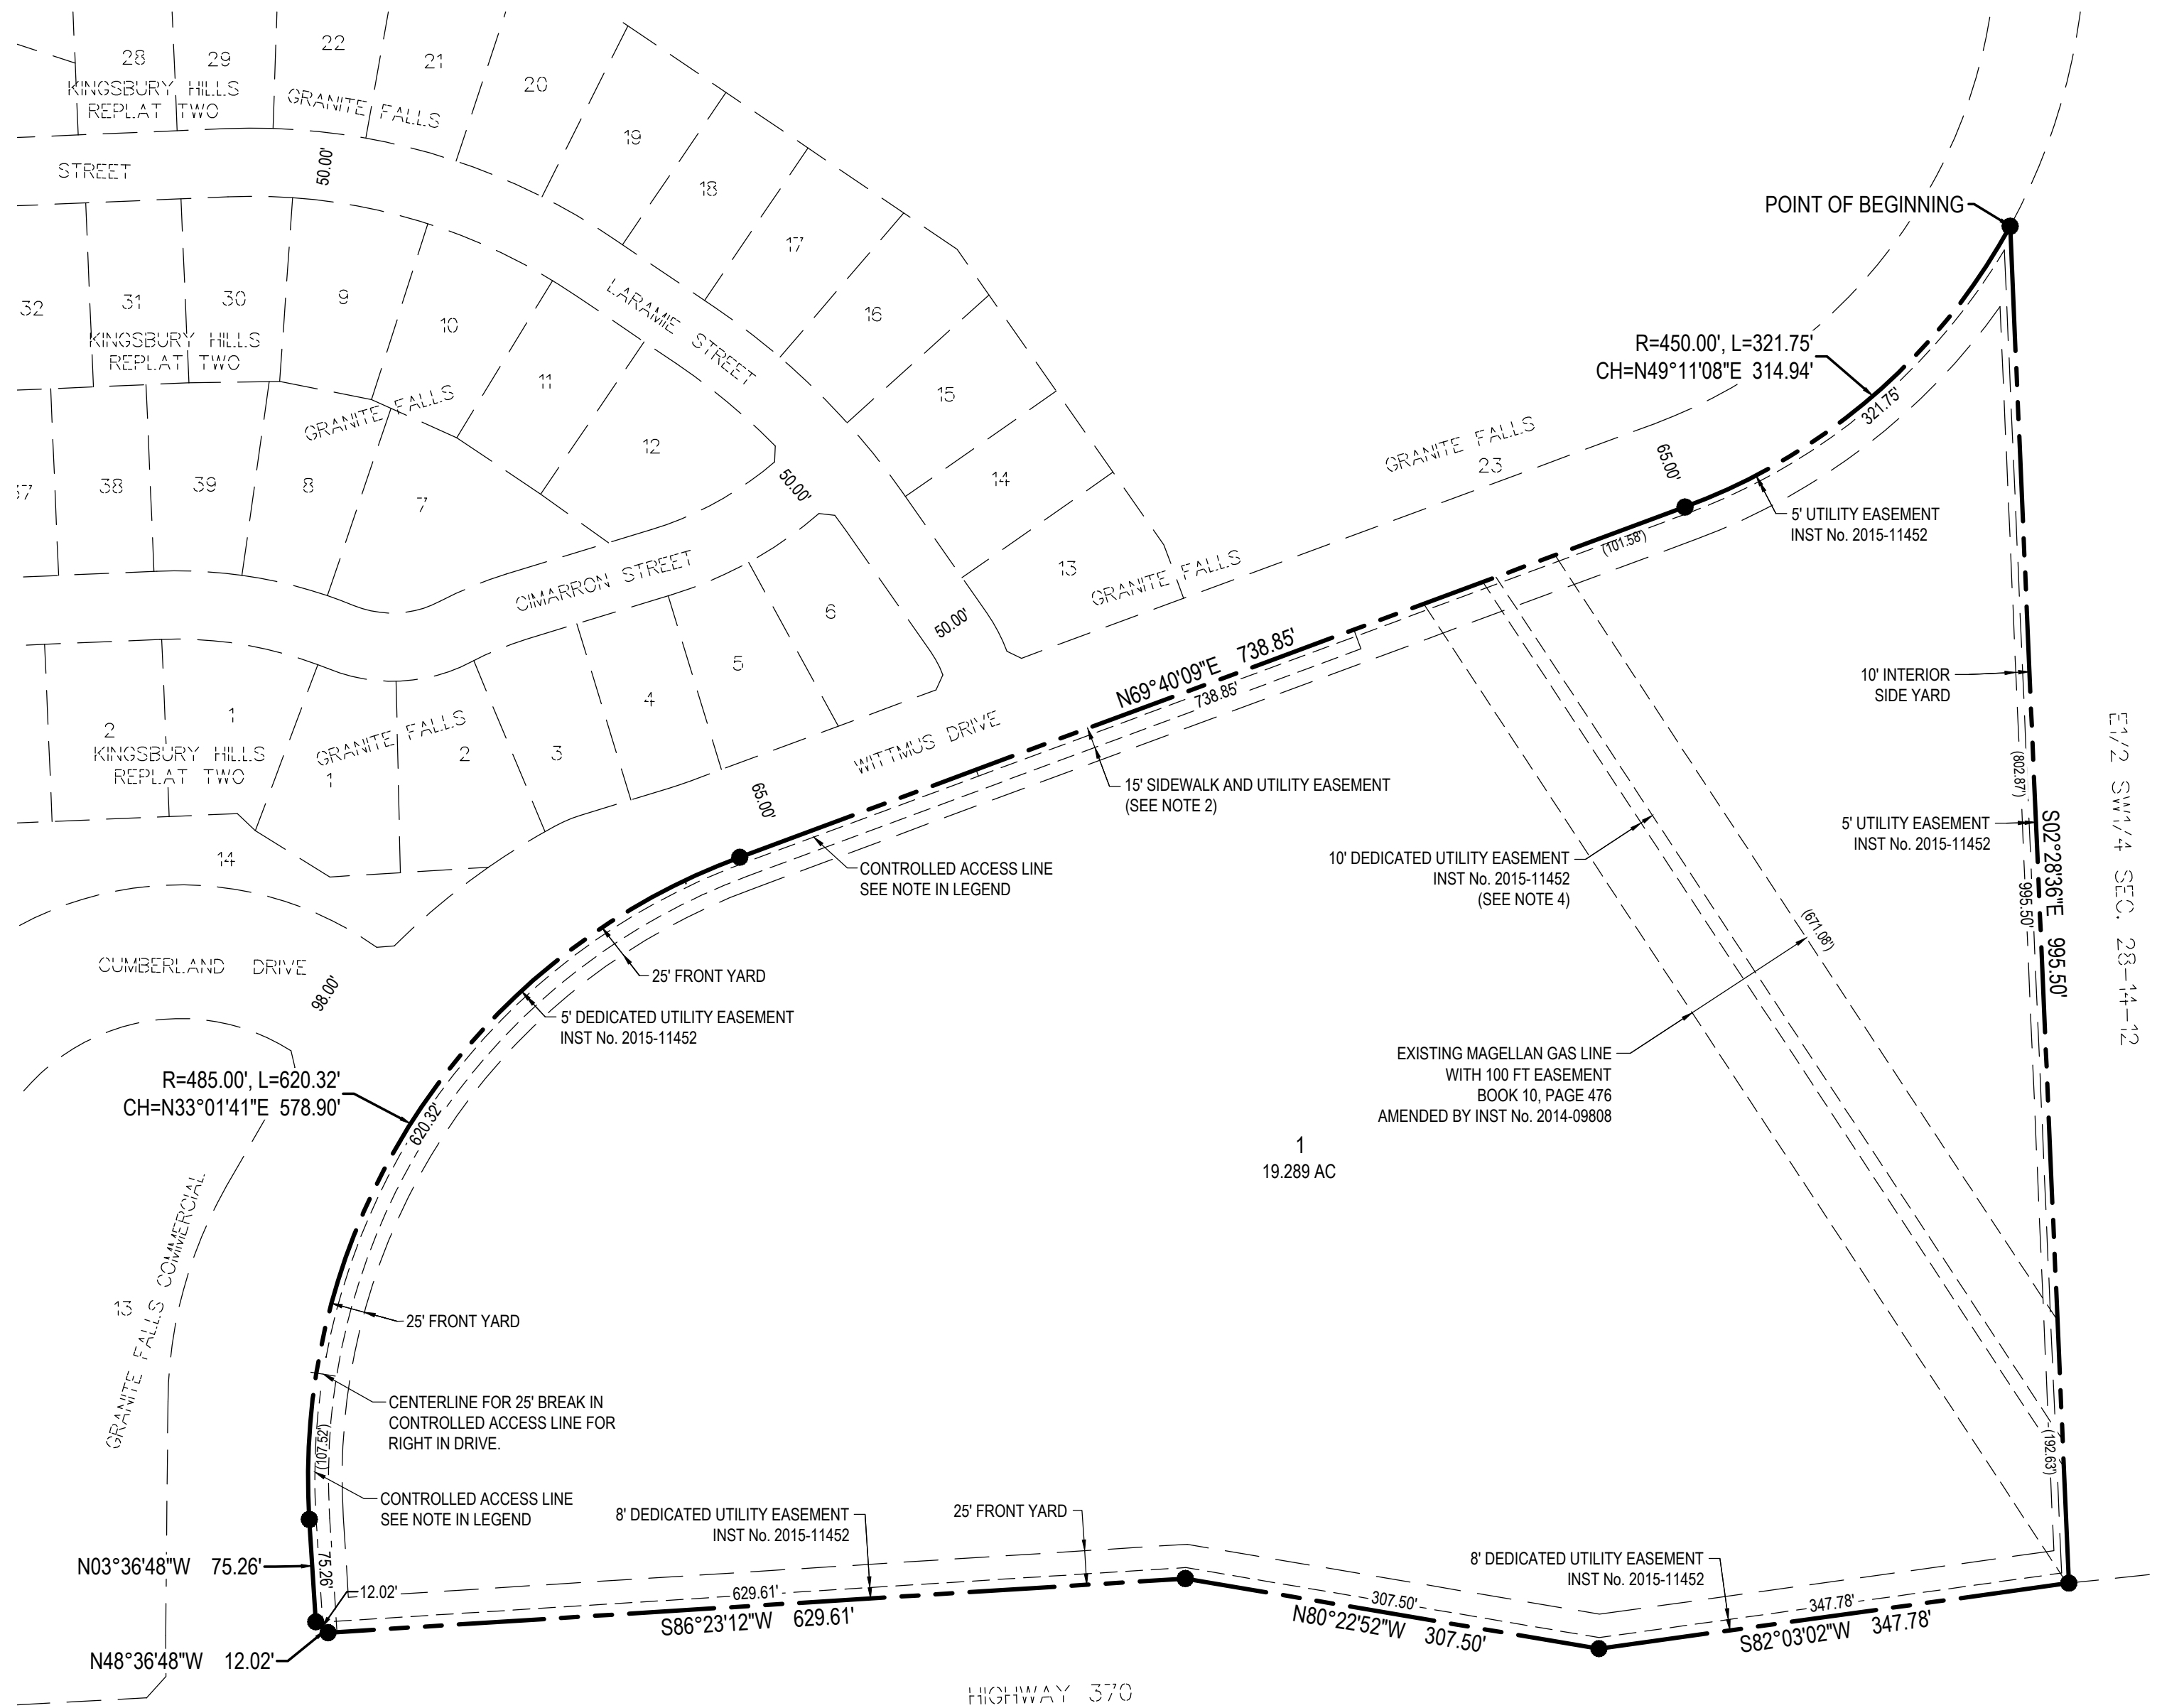 28
29
22
21
20
KINGSBURY HILLS
REPLAT TWO
GRANITE FALLS
19
STREET
50.00'
18
17
POINT OF BEGINNING
32
31
30
9
10
16
LARAMIE STREET
KINGSBURY HILLS
REPLAT TWO
R=450.00', L=321.75'
CH=N49°11'08"E 314.94'
321.75'
11
15
GRANITE FALLS
12
GRANITE FALLS
23
65.00'
37
38
39
8
7
50.00'
14
5' UTILITY EASEMENT
INST No. 2015-11452
(101.58')
13
GRANITE FALLS
CIMARRON STREET
6
50.00'
5
4
N69°40'09"E 738.85'
738.85'
10' INTERIOR
SIDE YARD
2
1
KINGSBURY HILLS
REPLAT TWO
GRANITE FALLS
1
2
3
WITTMUS DRIVE
65.00'
15' SIDEWALK AND UTILITY EASEMENT
(SEE NOTE 2)
(802.87')
5' UTILITY EASEMENT
INST No. 2015-11452
995.50'
S02°28'36"E 995.50'
E1/2 SW1/4 SEC. 28-14-12
14
CONTROLLED ACCESS LINE
SEE NOTE IN LEGEND
10' DEDICATED UTILITY EASEMENT
INST No. 2015-11452
(SEE NOTE 4)
(671.08')
CUMBERLAND DRIVE
98.00'
25' FRONT YARD
5' DEDICATED UTILITY EASEMENT
INST No. 2015-11452
EXISTING MAGELLAN GAS LINE
WITH 100 FT EASEMENT
BOOK 10, PAGE 476
AMENDED BY INST No. 2014-09808
R=485.00', L=620.32'
CH=N33°01'41"E 578.90'
620.32'
1
19.289 AC
13
GRANITE FALLS COMMERCIAL
25' FRONT YARD
CENTERLINE FOR 25' BREAK IN
CONTROLLED ACCESS LINE FOR
RIGHT IN DRIVE.
(107.52')
(192.63')
CONTROLLED ACCESS LINE
SEE NOTE IN LEGEND
8' DEDICATED UTILITY EASEMENT
INST No. 2015-11452
25' FRONT YARD
8' DEDICATED UTILITY EASEMENT
INST No. 2015-11452
N03°36'48"W 75.26'
75.26'
12.02'
629.61'
S86°23'12"W 629.61'
307.50'
N80°22'52"W 307.50'
347.78'
S82°03'02"W 347.78'
N48°36'48"W 12.02'
HIGHWAY 370